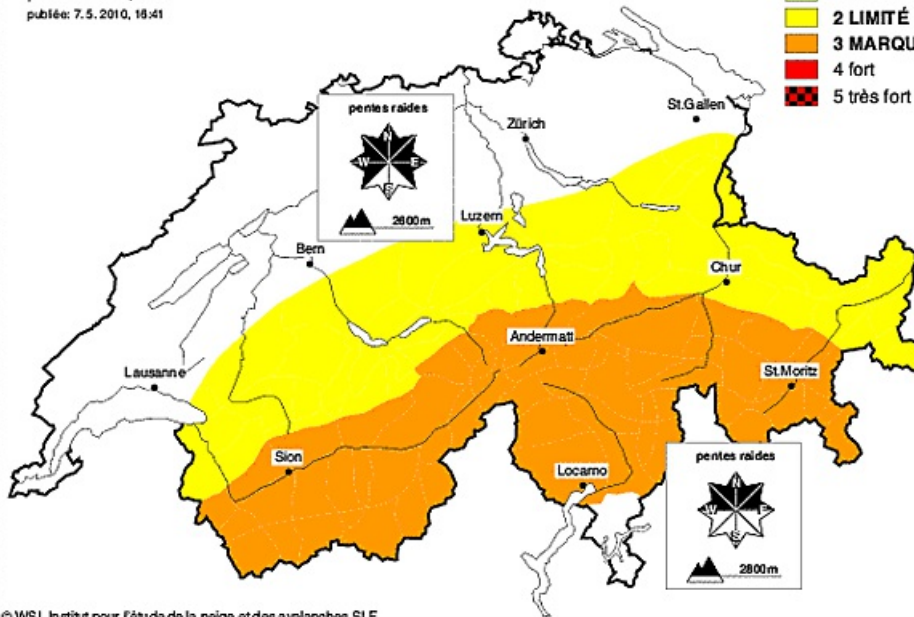 publiée: 7.5.2010, 16:41
2 LIMITÉ
3 MARQU
4 fort
5 très fort
pentes raides
N
W E
S
2600m
St.Gallen
Zürich
Luzern
Bern
Chur
Andermatt
Lausanne
St.Moritz
Sion
Locarno
pentes raides
N
W E
S
2800m
© WSL Institut pour l'étude de la neige et des avalanches SLF